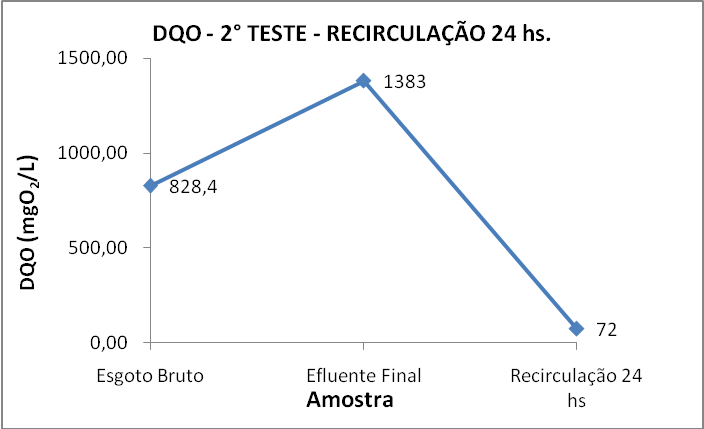 DQO - 2° TESTE - RECIRCULAÇÃO 24 hs.
1500,00
1000,00
500,00
0,00
DQO (mgO₂/L)
828,4
1383
72
Esgoto Bruto
Efluente Final
Recirculação 24
hs
Amostra